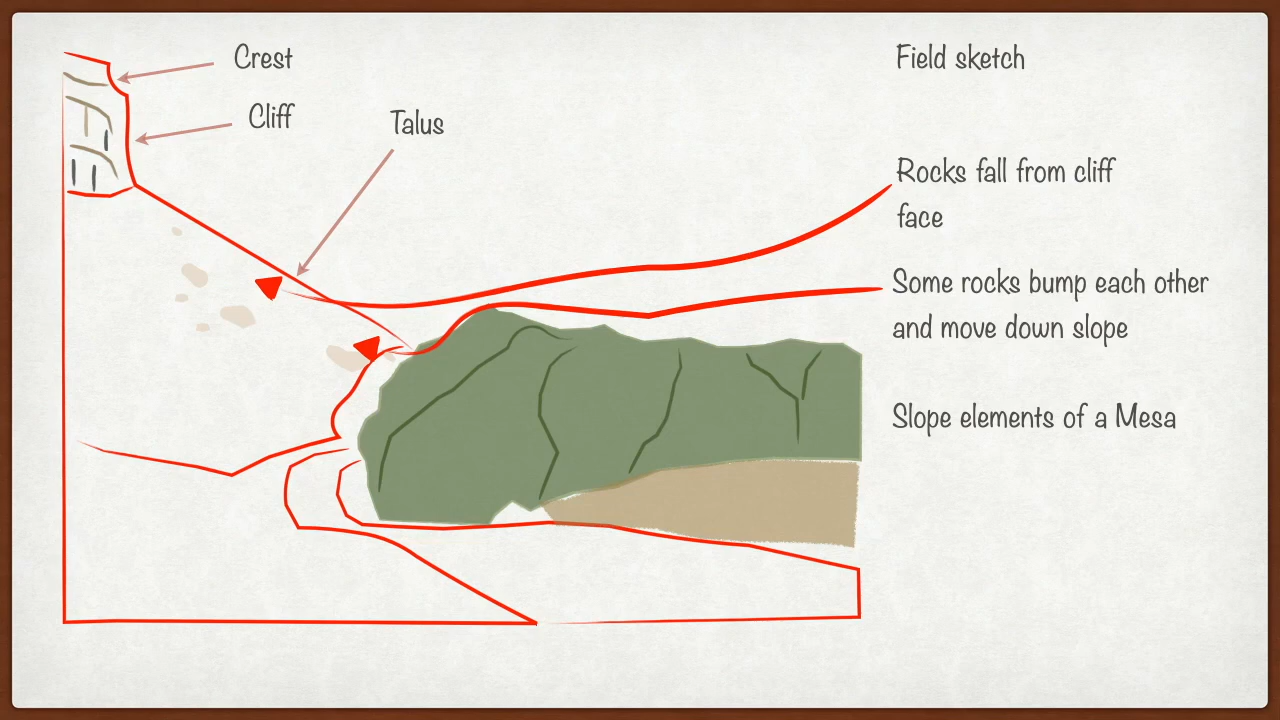 Crest
Field sketch
Cliff
Talus
Rocks fall from cliff
face
Some rocks bump each other
and move down slope
Slope elements of a Mesa